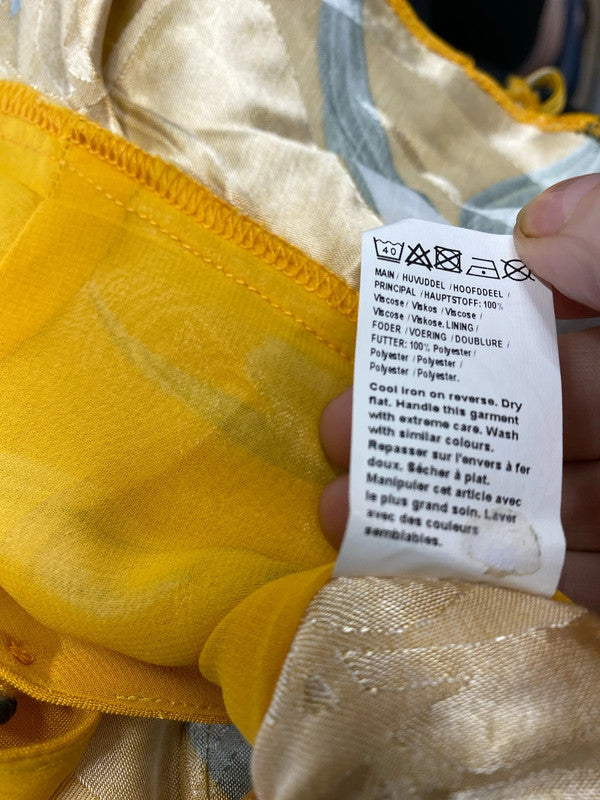 40
MAIN / HUVUDDEL / HOOFDDEEL /
PRINCIPAL / HAUPTSTOFF: 100%
Viscose / Viskos / Viscose /
Viscose / Viskose. LINING /
FODER / VOERING / DOUBLURE /
FUTTER: 100% Polyester /
Polyester / Polyester /
Polyester / Polyester.
Cool iron on reverse. Dry
flat. Handle this garment
with extreme care. Wash
with similar colours.
Repasser sur l'envers à fer
doux. Sécher à plat.
Manipuler cet article avec
le plus grand soin. Laver
avec des couleurs
semblables.